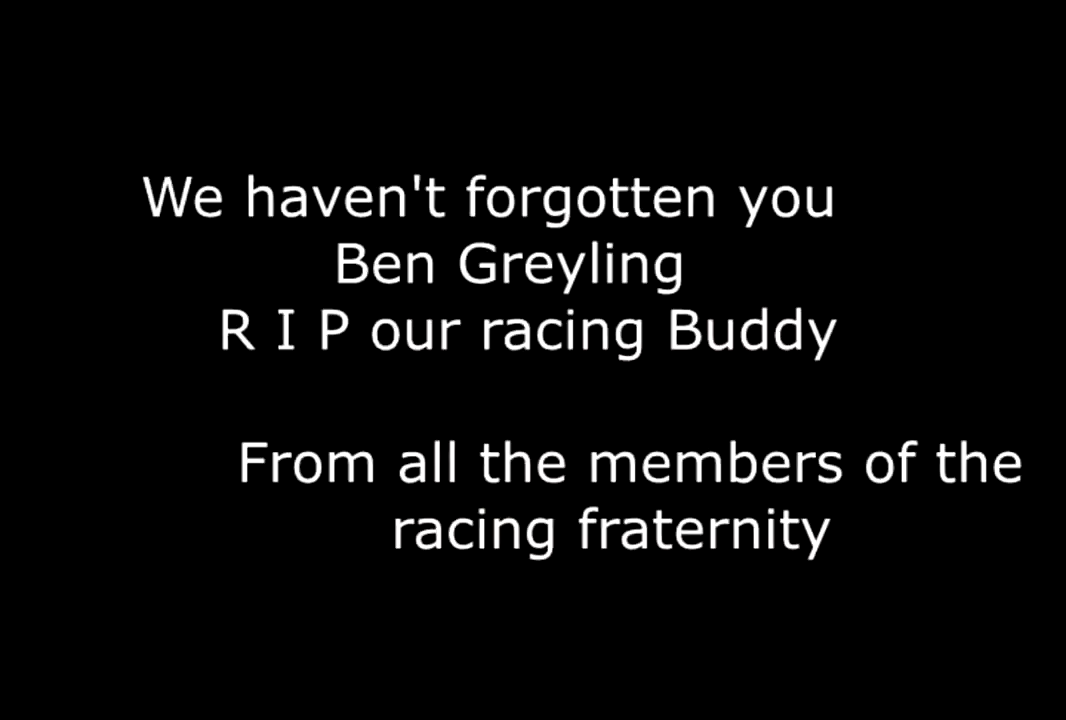 We haven't forgotten you
Ben Greyling
R I P our racing Buddy
From all the members of the
racing fraternity